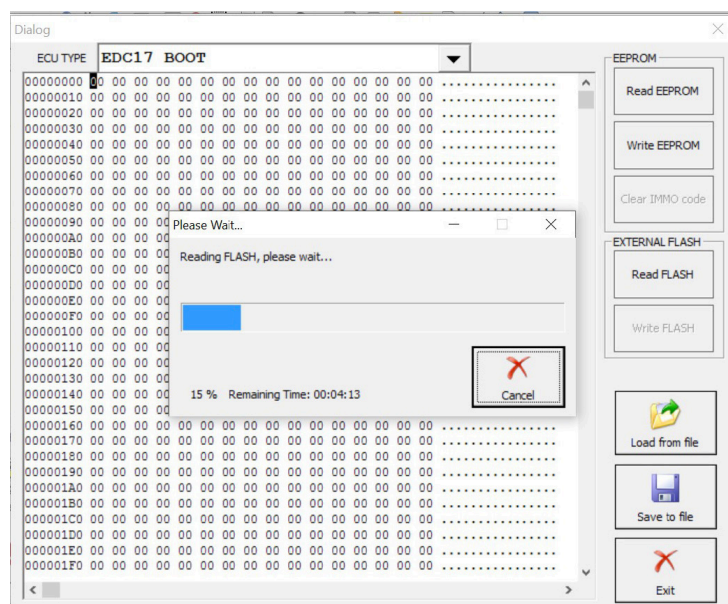 Dialog
ECU TYPE EDC17 BOOT
00000000 00 00 00 00 00 00 00 00 00 00 00 00 00 00 00 00 ................
00000010 00 00 00 00 00 00 00 00 00 00 00 00 00 00 00 00 ................
00000020 00 00 00 00 00 00 00 00 00 00 00 00 00 00 00 00 ................
00000030 00 00 00 00 00 00 00 00 00 00 00 00 00 00 00 00 ................
00000040 00 00 00 00 00 00 00 00 00 00 00 00 00 00 00 00 ................
00000050 00 00 00 00 00 00 00 00 00 00 00 00 00 00 00 00 ................
00000060 00 00 00 00 00 00 00 00 00 00 00 00 00 00 00 00 ................
00000070 00 00 00 00 00 00 00 00 00 00 00 00 00 00 00 00 ................
00000080 00 00 00 00 00 00 00 00 00 00 00 00 00 00 00 00 ................
00000090 00 00 00
000000A0 00 00 00
000000B0 00 00 00
000000C0 00 00 00
000000D0 00 00 00
000000E0 00 00 00
000000F0 00 00 00
00000100 00 00 00
00000110 00 00 00
00000120 00 00 00
00000130 00 00 00
00000140 00 00 00
00000150 00 00 00
00000160 00 00 00 00 00 00 00 00 00 00 00 00 00 00 00 00 ................
00000170 00 00 00 00 00 00 00 00 00 00 00 00 00 00 00 00 ................
00000180 00 00 00 00 00 00 00 00 00 00 00 00 00 00 00 00 ................
00000190 00 00 00 00 00 00 00 00 00 00 00 00 00 00 00 00 ................
000001A0 00 00 00 00 00 00 00 00 00 00 00 00 00 00 00 00 ................
000001B0 00 00 00 00 00 00 00 00 00 00 00 00 00 00 00 00 ................
000001C0 00 00 00 00 00 00 00 00 00 00 00 00 00 00 00 00 ................
000001D0 00 00 00 00 00 00 00 00 00 00 00 00 00 00 00 00 ................
000001E0 00 00 00 00 00 00 00 00 00 00 00 00 00 00 00 00 ................
000001F0 00 00 00 00 00 00 00 00 00 00 00 00 00 00 00 00 ................
Please Wait...
Reading FLASH, please wait...
15 % Remaining Time: 00:04:13
Cancel
EEPROM
Read EEPROM
Write EEPROM
Clear IMMO code
EXTERNAL FLASH
Read FLASH
Write FLASH
Load from file
Save to file
Exit